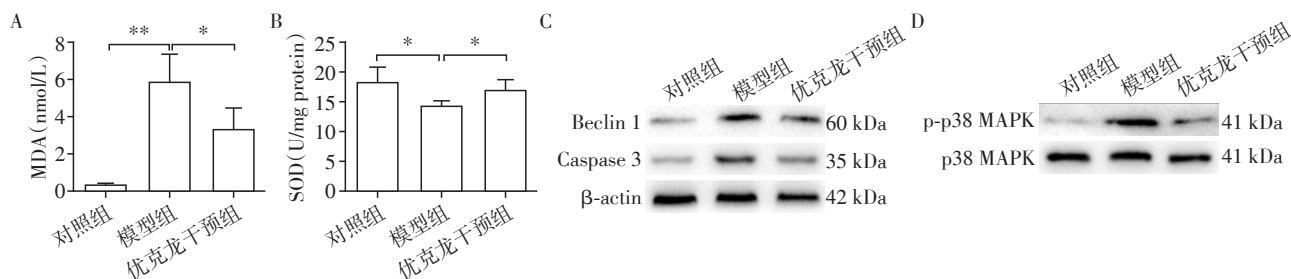 A
MDA(nmol/L)
8
6
4
2
0
**
*
对照组
模型组
优克龙干预组
B
SOD(U/mg protein)
25
20
15
10
5
0
*
*
对照组
模型组
优克龙干预组
C
对照组
模型组
优克龙干预组
Beclin 1 60 kDa
Caspase 3 35 kDa
β-actin 42 kDa
D
对照组
模型组
优克龙干预组
p-p38 MAPK 41 kDa
p38 MAPK 41 kDa